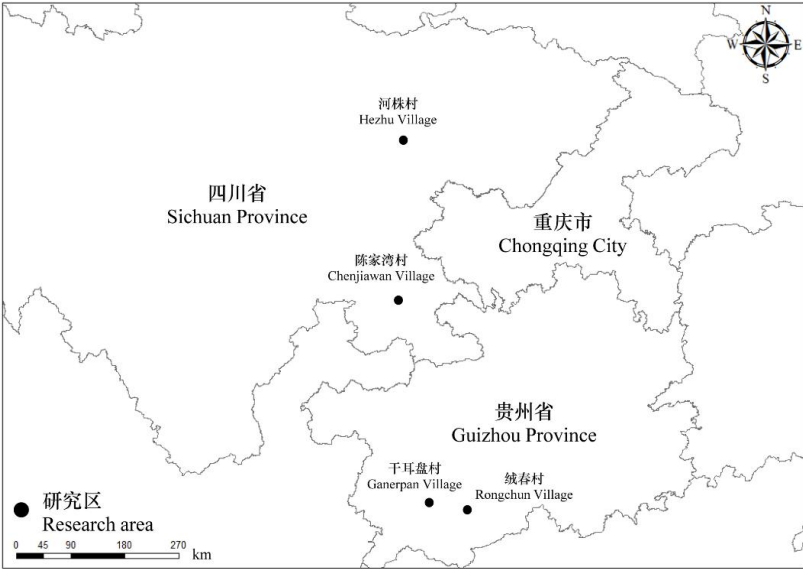 N
W
E
S
河株村
Hezhu Village
四川省
Sichuan Province
重庆市
Chongqing City
陈家湾村
Chenjiawan Village
贵州省
Guizhou Province
干耳盘村
Ganerpan Village
绒舂村
Rongchun Village
研究区
Research area
0 45 90 180 270
km